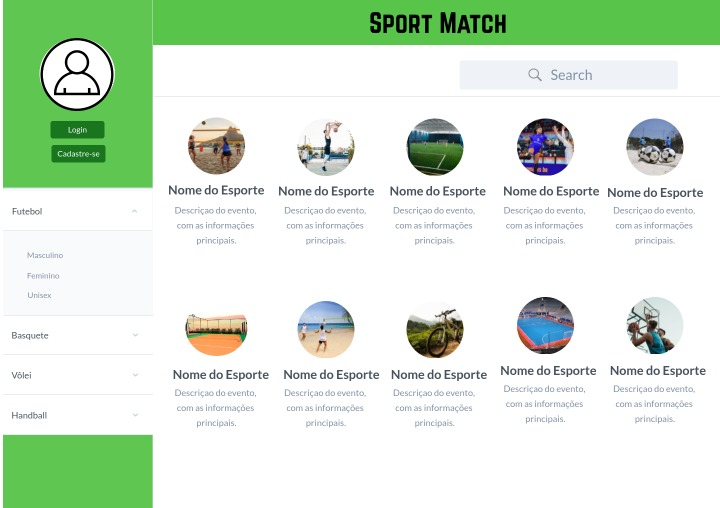 Sport Match
Search
Login
Cadastre-se
Futebol
Masculino
Feminino
Unisex
Basquete
Vôlei
Handball
Nome do Esporte
Descriçao do evento,
com as informações
principais.
Nome do Esporte
Descriçao do evento,
com as informações
principais.
Nome do Esporte
Descriçao do evento,
com as informações
principais.
Nome do Esporte
Descriçao do evento,
com as informações
principais.
Nome do Esporte
Descriçao do evento,
com as informações
principais.
Nome do Esporte
Descriçao do evento,
com as informações
principais.
Nome do Esporte
Descriçao do evento,
com as informações
principais.
Nome do Esporte
Descriçao do evento,
com as informações
principais.
Nome do Esporte
Descriçao do evento,
com as informações
principais.
Nome do Esporte
Descriçao do evento,
com as informações
principais.